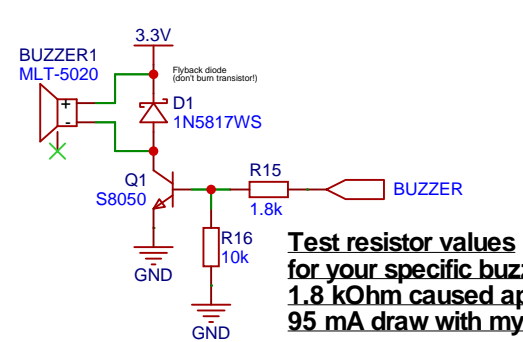 3.3V
BUZZER1
MLT-5020
Flyback diode
(don't burn transistor!)
D1
1N5817WS
+
-
Q1
S8050
R15
1.8k
BUZZER
R16
10k
GND
GND
Test resistor values
for your specific buzz
1.8 kOhm caused ap
95 mA draw with my